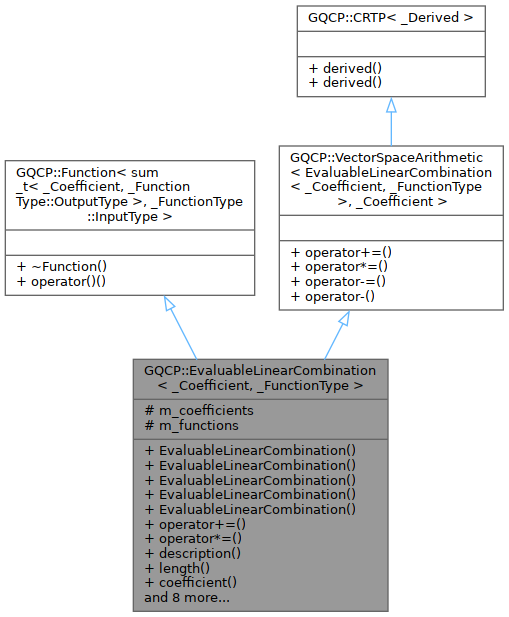 GQCP::CRTP< _Derived >
+ derived()
+ derived()
GQCP::Function< sum
_t< _Coefficient, _Function
Type::OutputType >, _FunctionType
::InputType >
+ ~Function()
+ operator()()
GQCP::VectorSpaceArithmetic
< EvaluableLinearCombination
< _Coefficient, _FunctionType
>, _Coefficient >
+ operator+=()
+ operator*=()
+ operator-=()
+ operator-()
GQCP::EvaluableLinearCombination
< _Coefficient, _FunctionType >
# m_coefficients
# m_functions
+ EvaluableLinearCombination()
+ EvaluableLinearCombination()
+ EvaluableLinearCombination()
+ EvaluableLinearCombination()
+ EvaluableLinearCombination()
+ operator+=()
+ operator*=()
+ description()
+ length()
+ coefficient()
and 8 more...